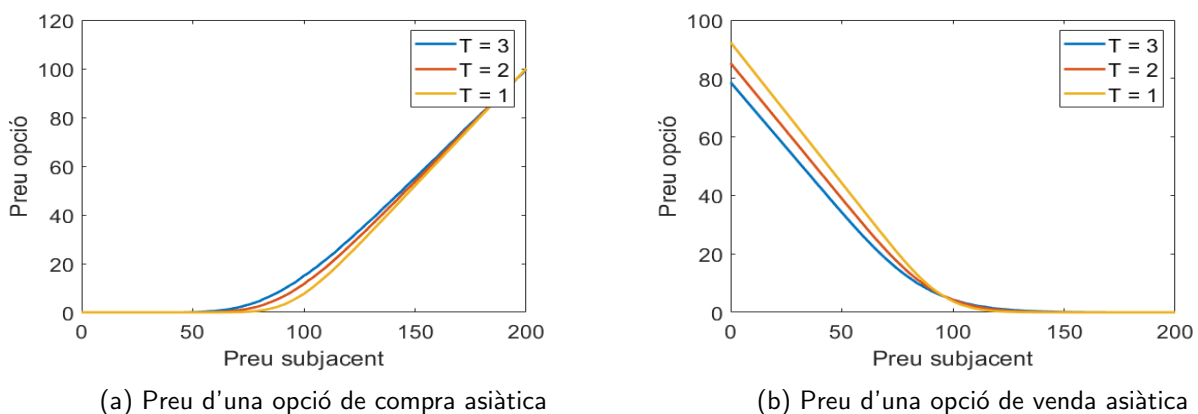 120
100
80
60
40
20
0
Preu opció
0
50
100
150
200
Preu subjacent
T = 3
T = 2
T = 1
(a) Preu d'una opció de compra asiàtica
100
80
60
40
20
0
Preu opció
0
50
100
150
200
Preu subjacent
T = 3
T = 2
T = 1
(b) Preu d'una opció de venda asiàtica